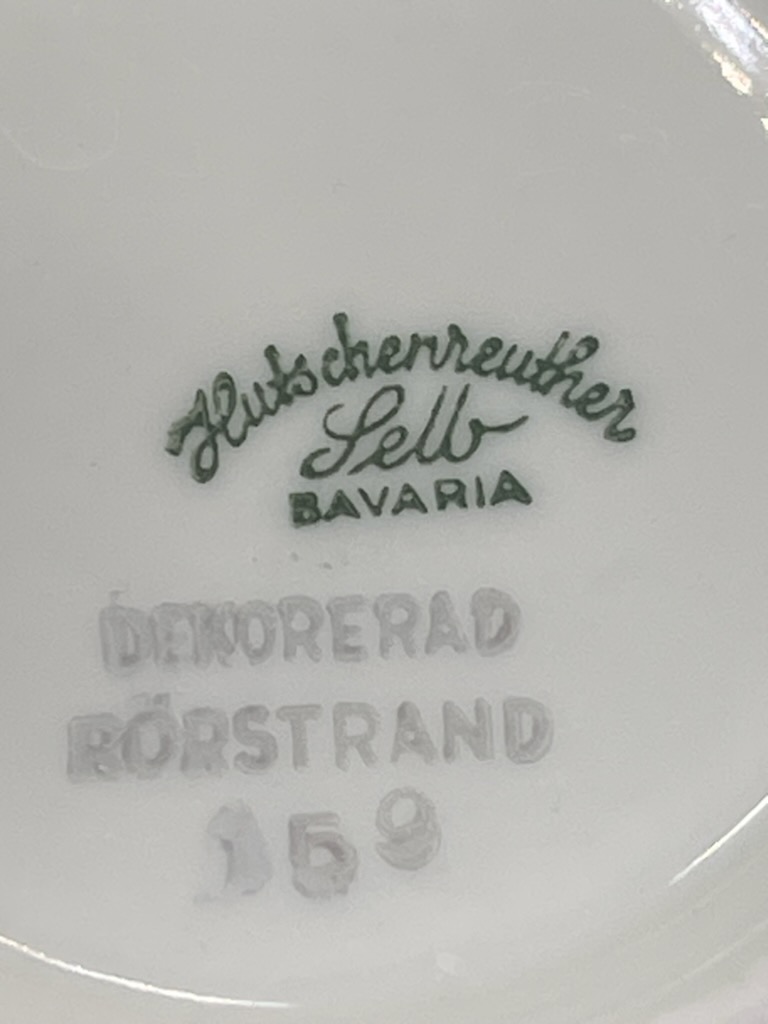 Hutschenreuther
Selb
BAVARIA
DEKORERAD
RÖRSTRAND
159